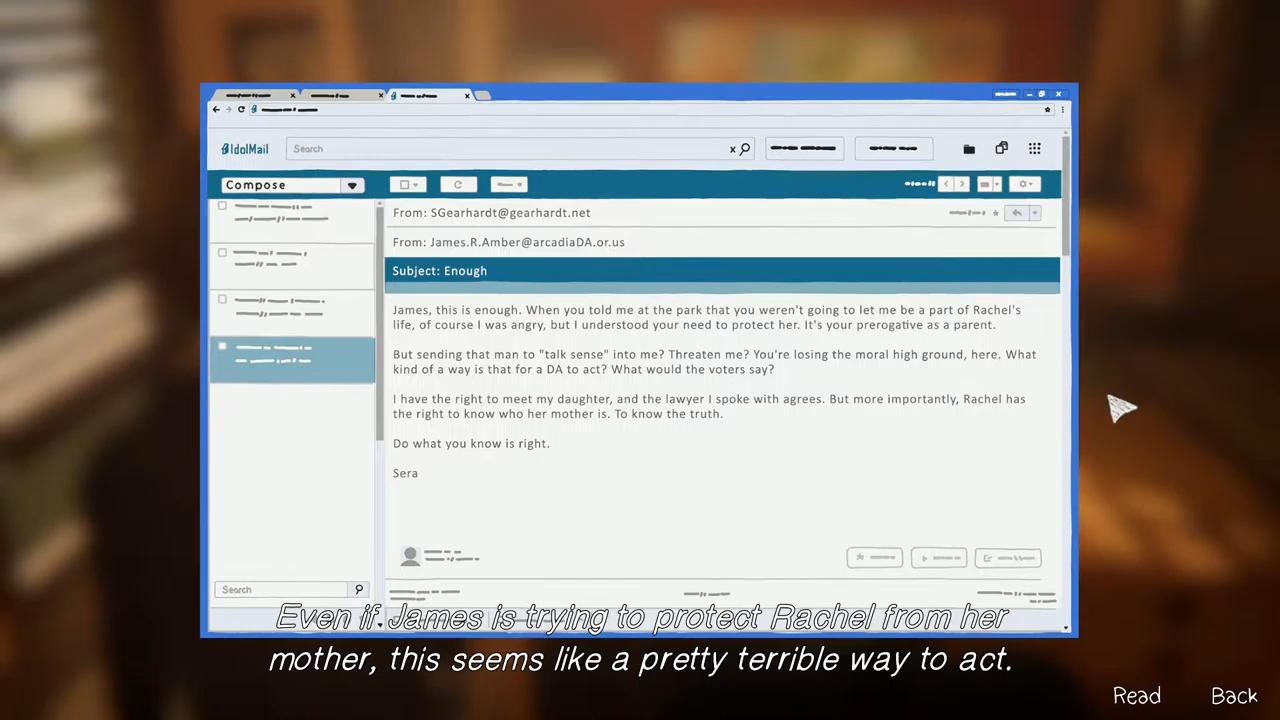 IdolMail
Search
x
Compose
From: SGearhardt@gearhardt.net
From: James.R.Amber@arcadiaDA.or.us
Subject: Enough
James, this is enough. When you told me at the park that you weren't going to let me be a part of Rachel's
life, of course I was angry, but I understood your need to protect her. It's your prerogative as a parent.
But sending that man to "talk sense" into me? Threaten me? You're losing the moral high ground, here. What
kind of a way is that for a DA to act? What would the voters say?
I have the right to meet my daughter, and the lawyer I spoke with agrees. But more importantly, Rachel has
the right to know who her mother is. To know the truth.
Do what you know is right.
Sera
Search
Even if James is trying to protect Rachel from her
mother, this seems like a pretty terrible way to act.
Read Back